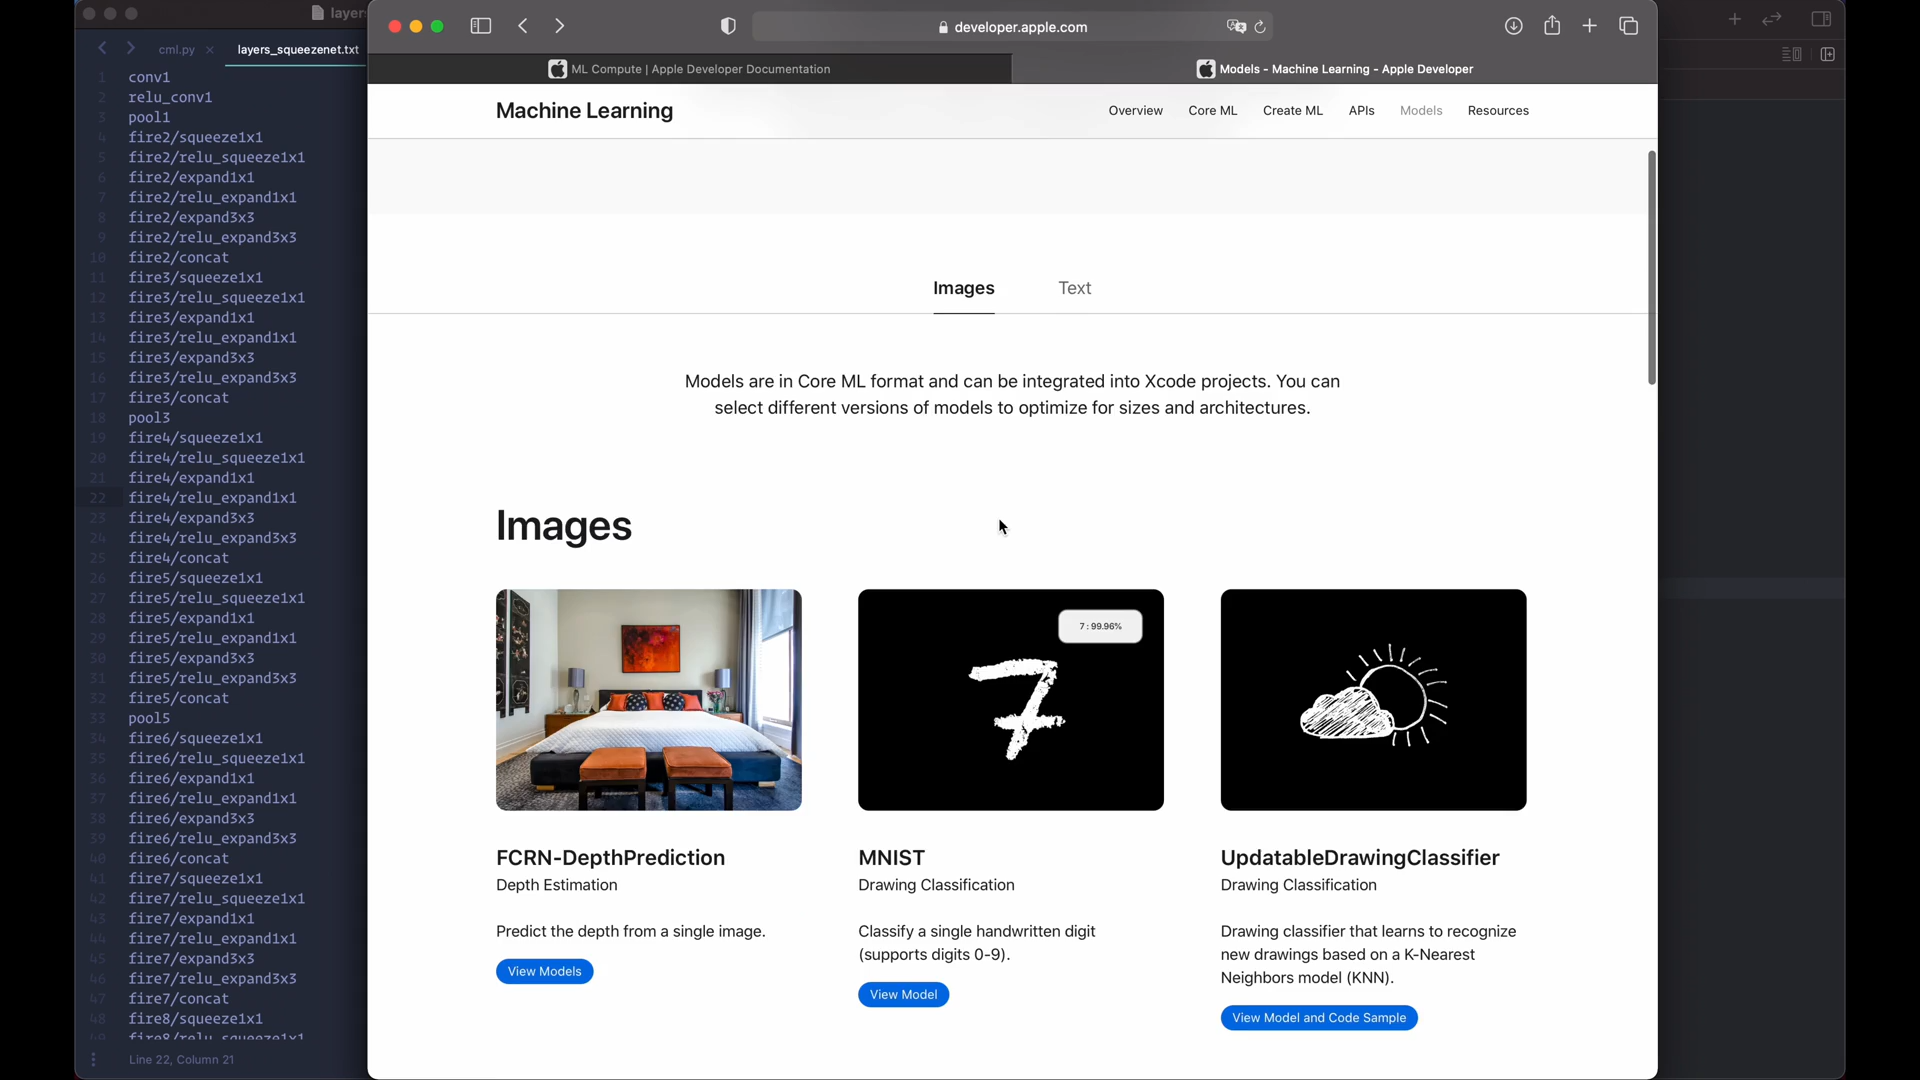 layers
cml.py ×
layers_squeezenet.txt
1 conv1
2 relu_conv1
3 pool1
4 fire2/squeeze1x1
5 fire2/relu_squeeze1x1
6 fire2/expand1x1
7 fire2/relu_expand1x1
8 fire2/expand3x3
9 fire2/relu_expand3x3
10 fire2/concat
11 fire3/squeeze1x1
12 fire3/relu_squeeze1x1
13 fire3/expand1x1
14 fire3/relu_expand1x1
15 fire3/expand3x3
16 fire3/relu_expand3x3
17 fire3/concat
18 pool3
19 fire4/squeeze1x1
20 fire4/relu_squeeze1x1
21 fire4/expand1x1
22 fire4/relu_expand1x1
23 fire4/expand3x3
24 fire4/relu_expand3x3
25 fire4/concat
26 fire5/squeeze1x1
27 fire5/relu_squeeze1x1
28 fire5/expand1x1
29 fire5/relu_expand1x1
30 fire5/expand3x3
31 fire5/relu_expand3x3
32 fire5/concat
33 pool5
34 fire6/squeeze1x1
35 fire6/relu_squeeze1x1
36 fire6/expand1x1
37 fire6/relu_expand1x1
38 fire6/expand3x3
39 fire6/relu_expand3x3
40 fire6/concat
41 fire7/squeeze1x1
42 fire7/relu_squeeze1x1
43 fire7/expand1x1
44 fire7/relu_expand1x1
45 fire7/expand3x3
46 fire7/relu_expand3x3
47 fire7/concat
48 fire8/squeeze1x1
49 fire8/relu_squeeze1x1
Line 22, Column 21
developer.apple.com
ML Compute | Apple Developer Documentation
Models - Machine Learning - Apple Developer
Machine Learning
Overview Core ML Create ML APIs Models Resources
Images Text
Models are in Core ML format and can be integrated into Xcode projects. You can
select different versions of models to optimize for sizes and architectures.
Images
7 : 99.96%
7
FCRN-DepthPrediction
Depth Estimation
Predict the depth from a single image.
View Models
MNIST
Drawing Classification
Classify a single handwritten digit
(supports digits 0-9).
View Model
UpdatableDrawingClassifier
Drawing Classification
Drawing classifier that learns to recognize
new drawings based on a K-Nearest
Neighbors model (KNN).
View Model and Code Sample